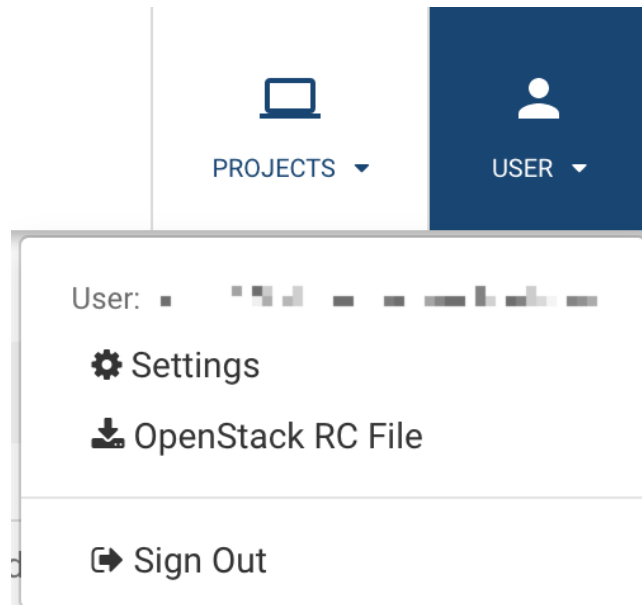 PROJECTS USER
User:
Settings
OpenStack RC File
d
Sign Out